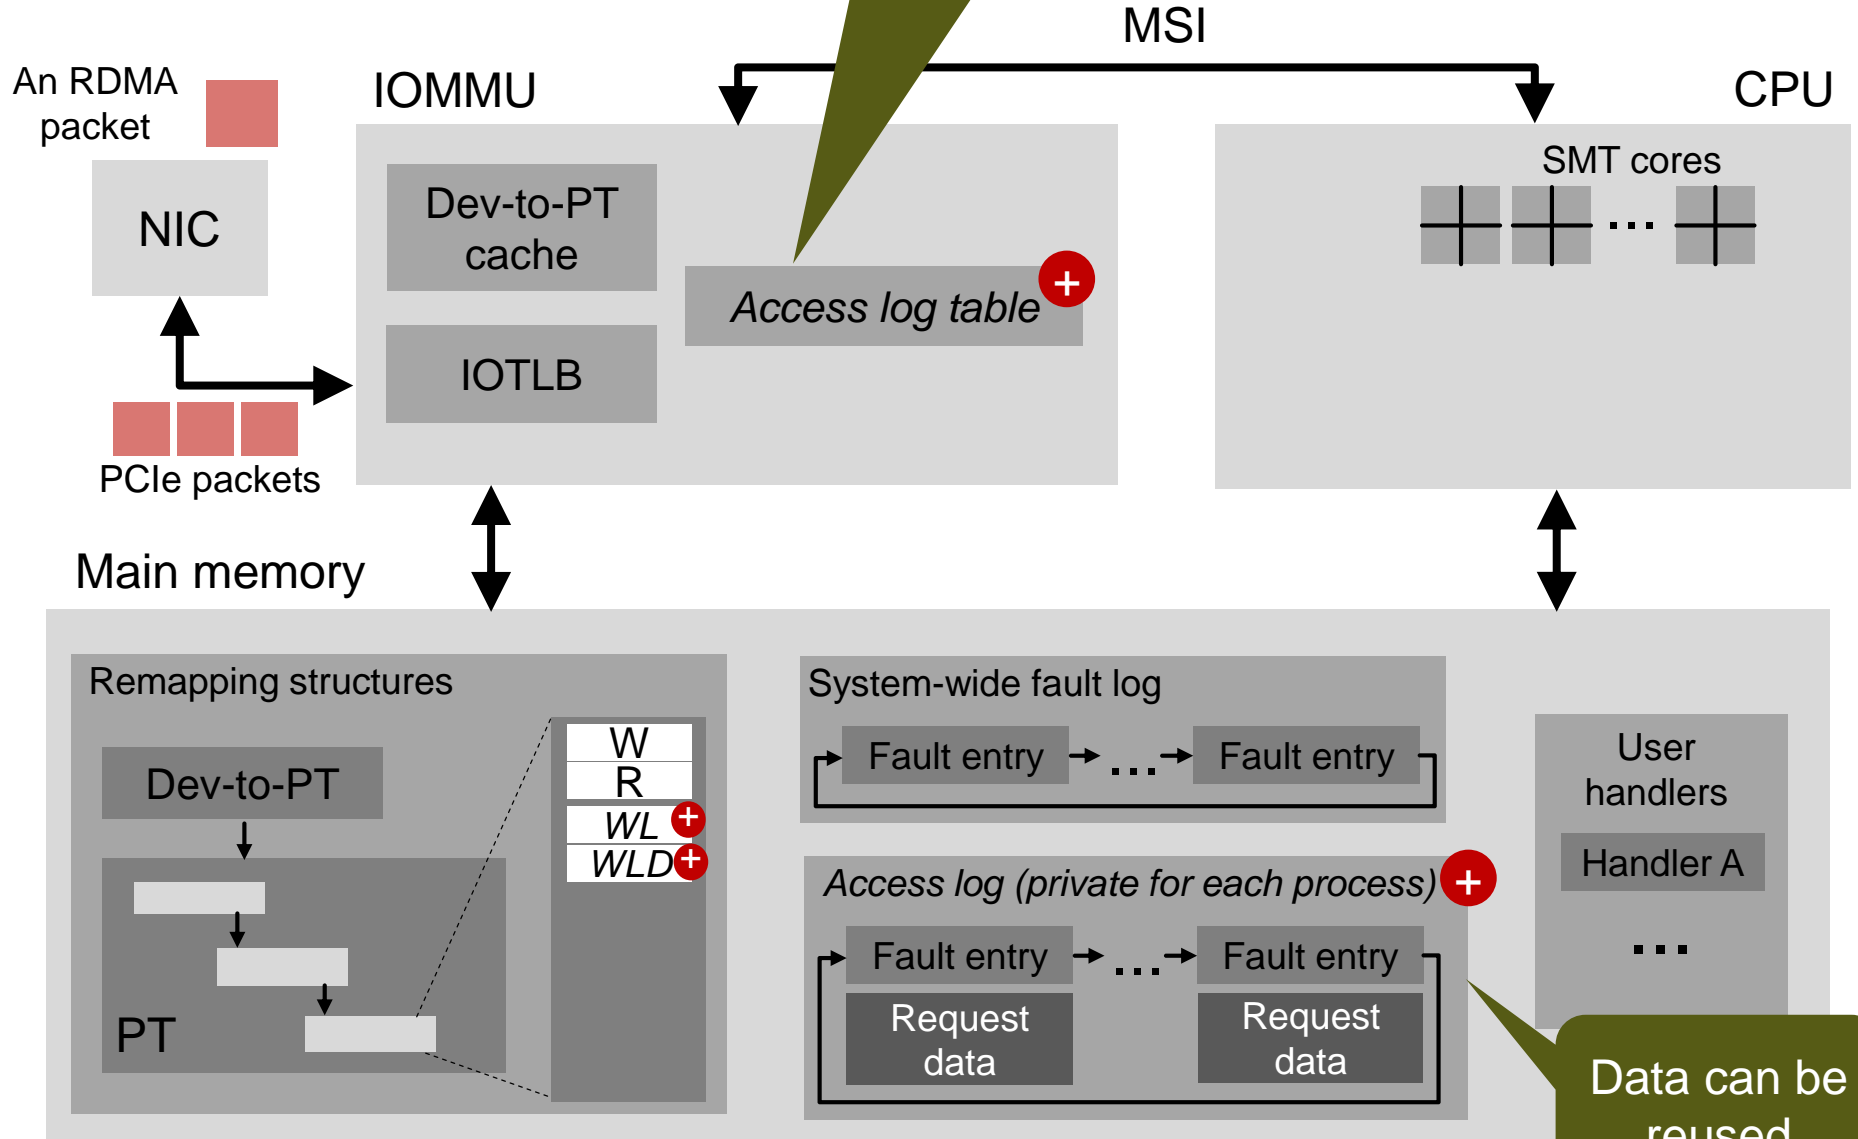 MSI
An RDMA
packet
IOMMU
CPU
SMT cores
NIC
Dev-to-PT
cache
Access log table
+
IOTLB
PCIe packets
Main memory
Remapping structures
Dev-to-PT
PT
W
R
WL
+
WLD
+
System-wide fault log
Fault entry
...
Fault entry
Access log (private for each process)
+
Fault entry
...
Fault entry
Request
data
Request
data
User
handlers
Handler A
...
Data can be
reused